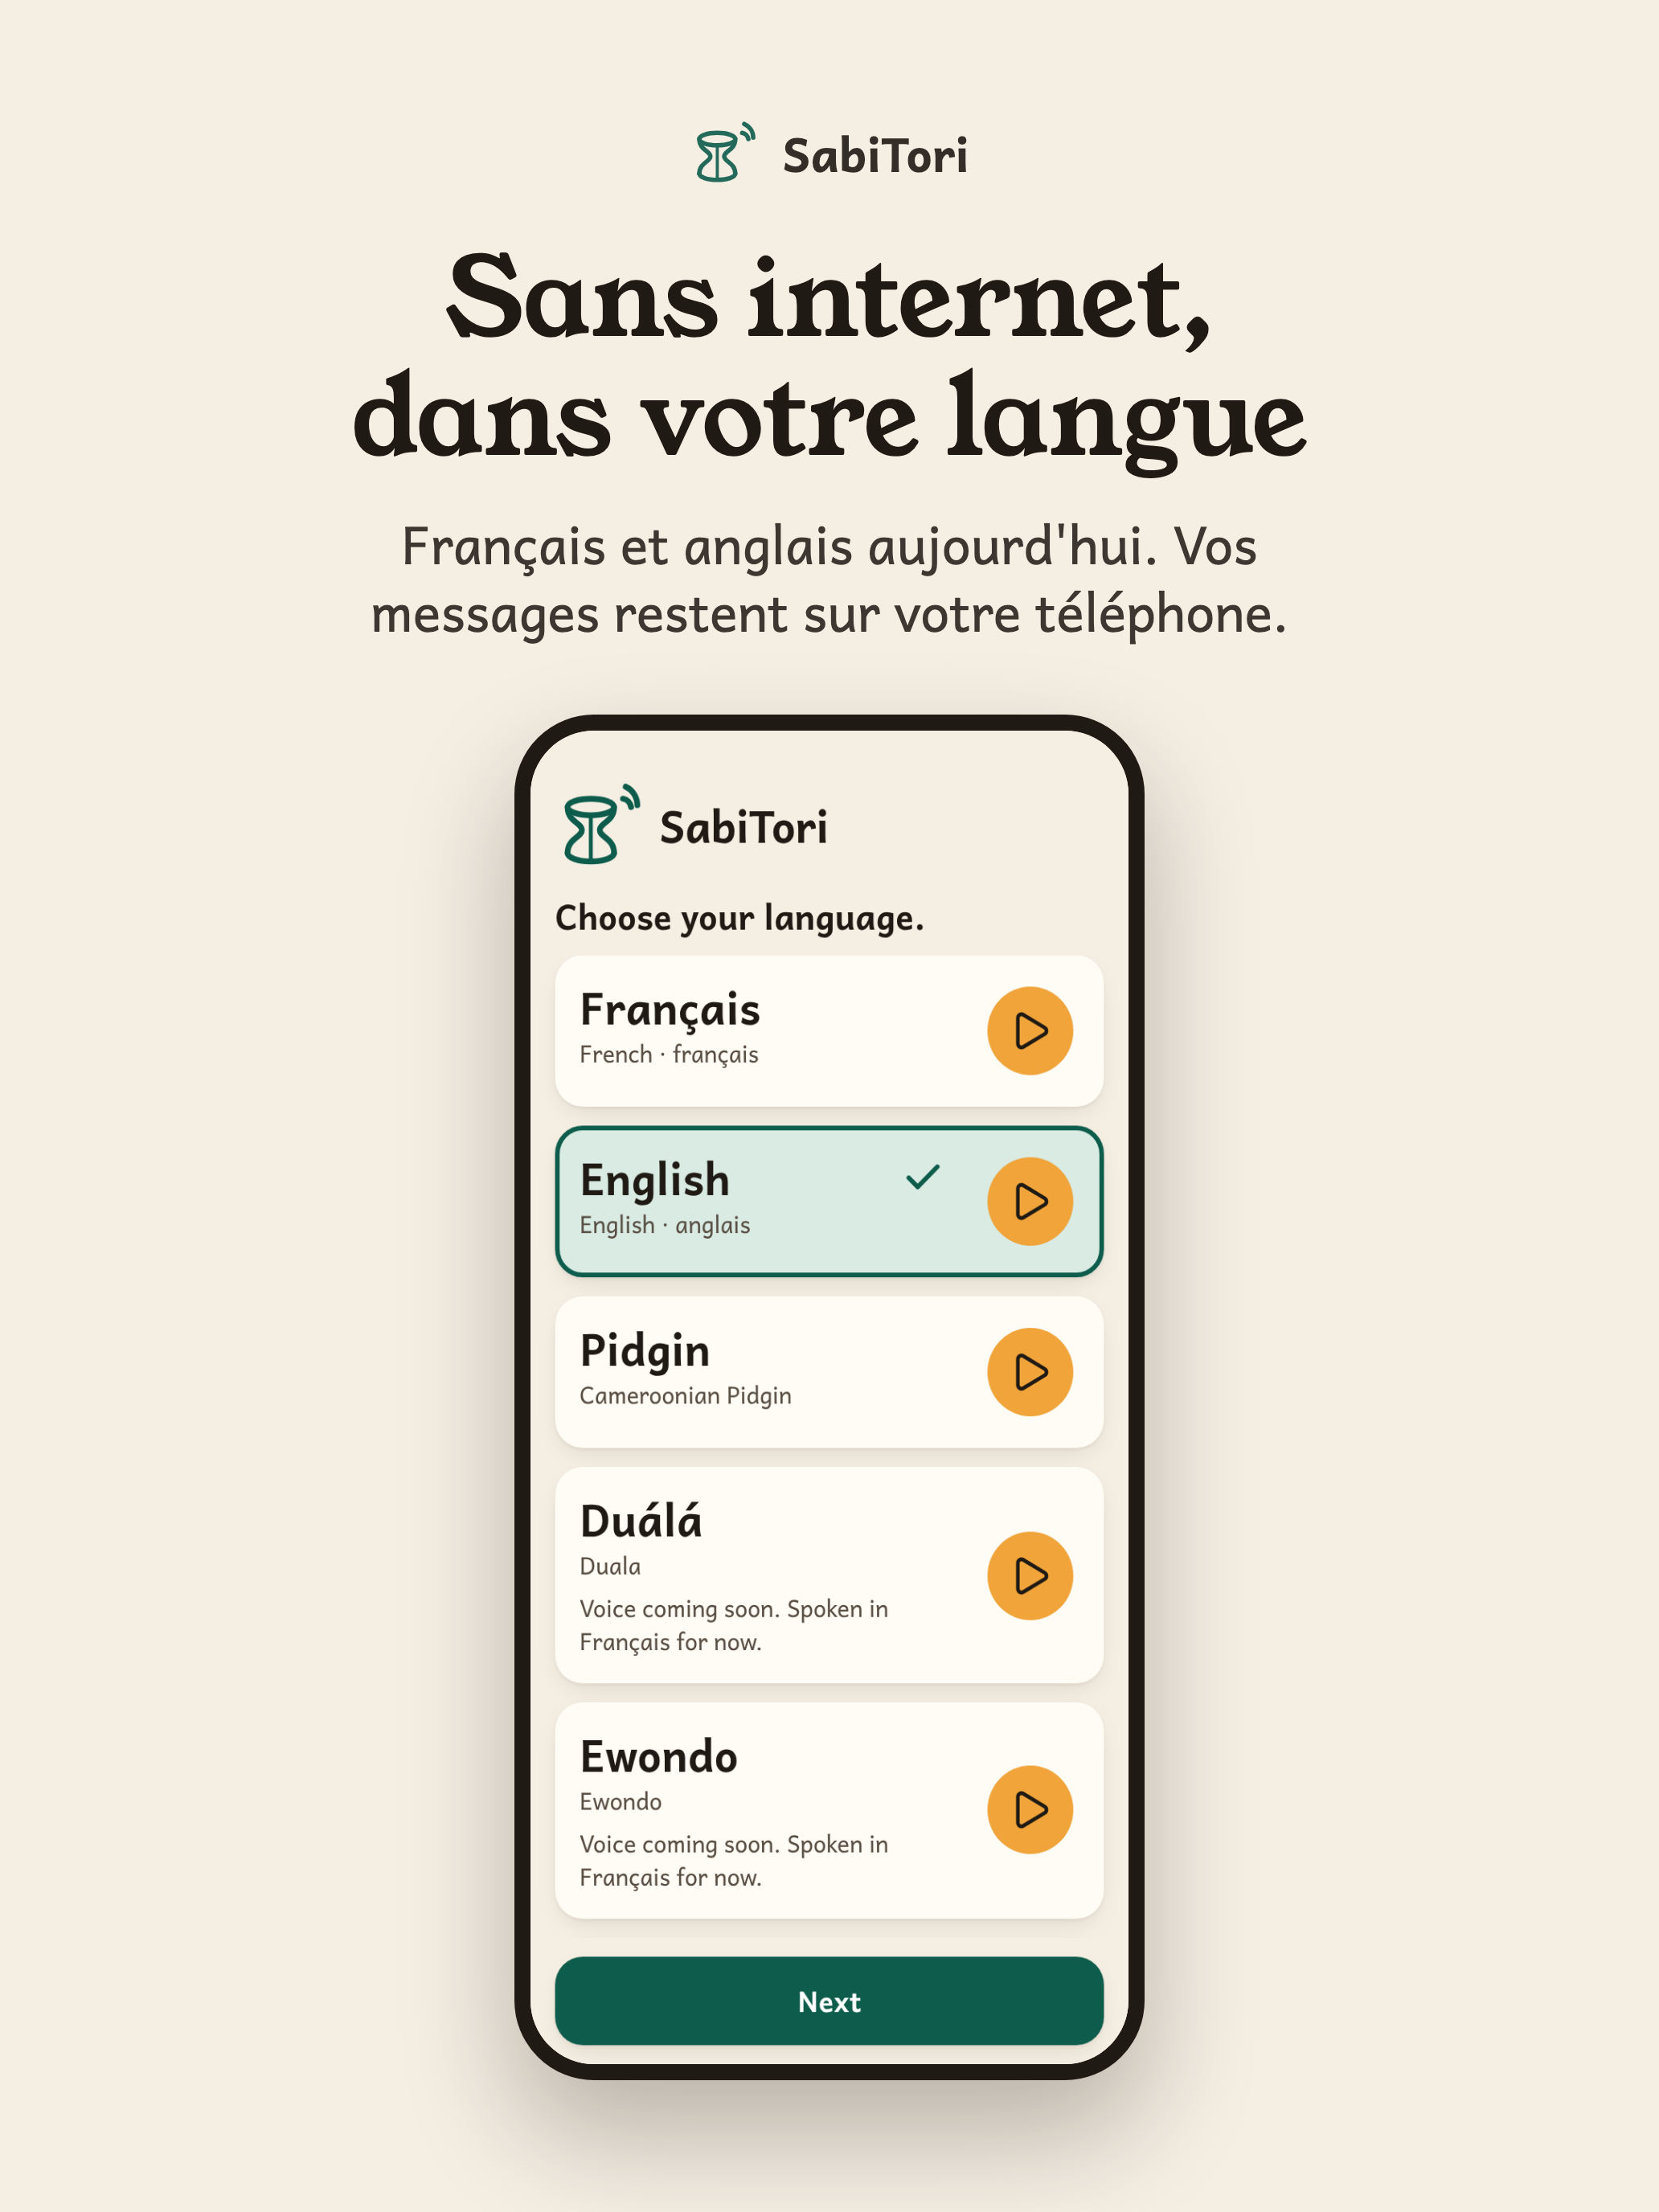 SabiTori
Sans internet,
dans votre langue
Français et anglais aujourd'hui. Vos
messages restent sur votre téléphone.
SabiTori
Choose your language.
Français
French · français
English
English · anglais
Pidgin
Cameroonian Pidgin
Duálá
Duala
Voice coming soon. Spoken in
Français for now.
Ewondo
Ewondo
Voice coming soon. Spoken in
Français for now.
Next